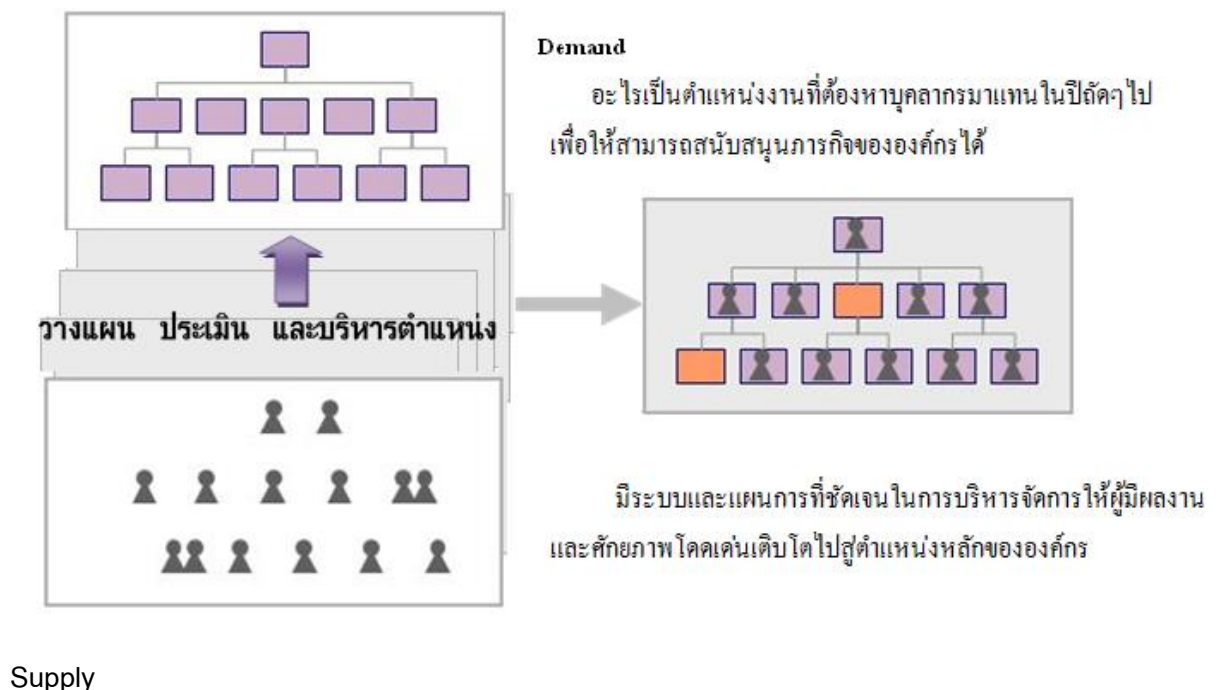 Demand
อะไรเป็นตำแหน่งงานที่ต้องหาบุคลากรมาแทนในปีถัดๆไป
เพื่อให้สามารถสนับสนุนภารกิจขององค์กรได้
วางแผน ประเมิน และบริหารตำแหน่ง
มีระบบและแผนการที่ชัดเจนในการบริหารจัดการให้ผู้มีผลงาน
และศักยภาพโดดเด่นเติบโตไปสู่ตำแหน่งหลักขององค์กร
Supply